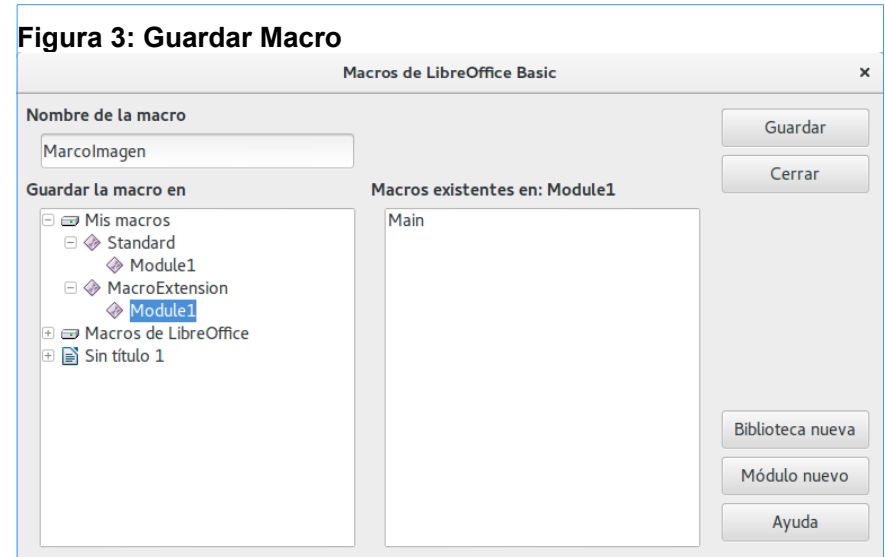 Figura 3: Guardar Macro
Macros de LibreOffice Basic
×
Nombre de la macro
MarcoImagen
Guardar
Cerrar
Guardar la macro en
Macros existentes en: Module1
Mis macros
Standard
Module1
MacroExtension
Module1
Macros de LibreOffice
Sin título 1
Main
Biblioteca nueva
Módulo nuevo
Ayuda